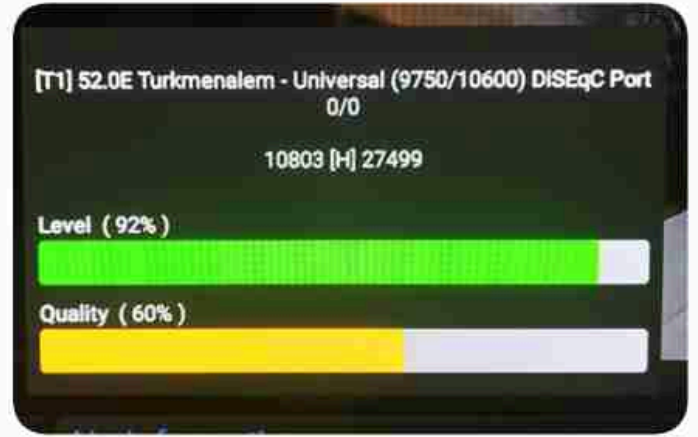 [T1] 52.0E Turkmenalem - Universal (9750/10600) DiSEqC Port
0/0
10803 [H] 27499
Level ( 92% )
Quality ( 60% )